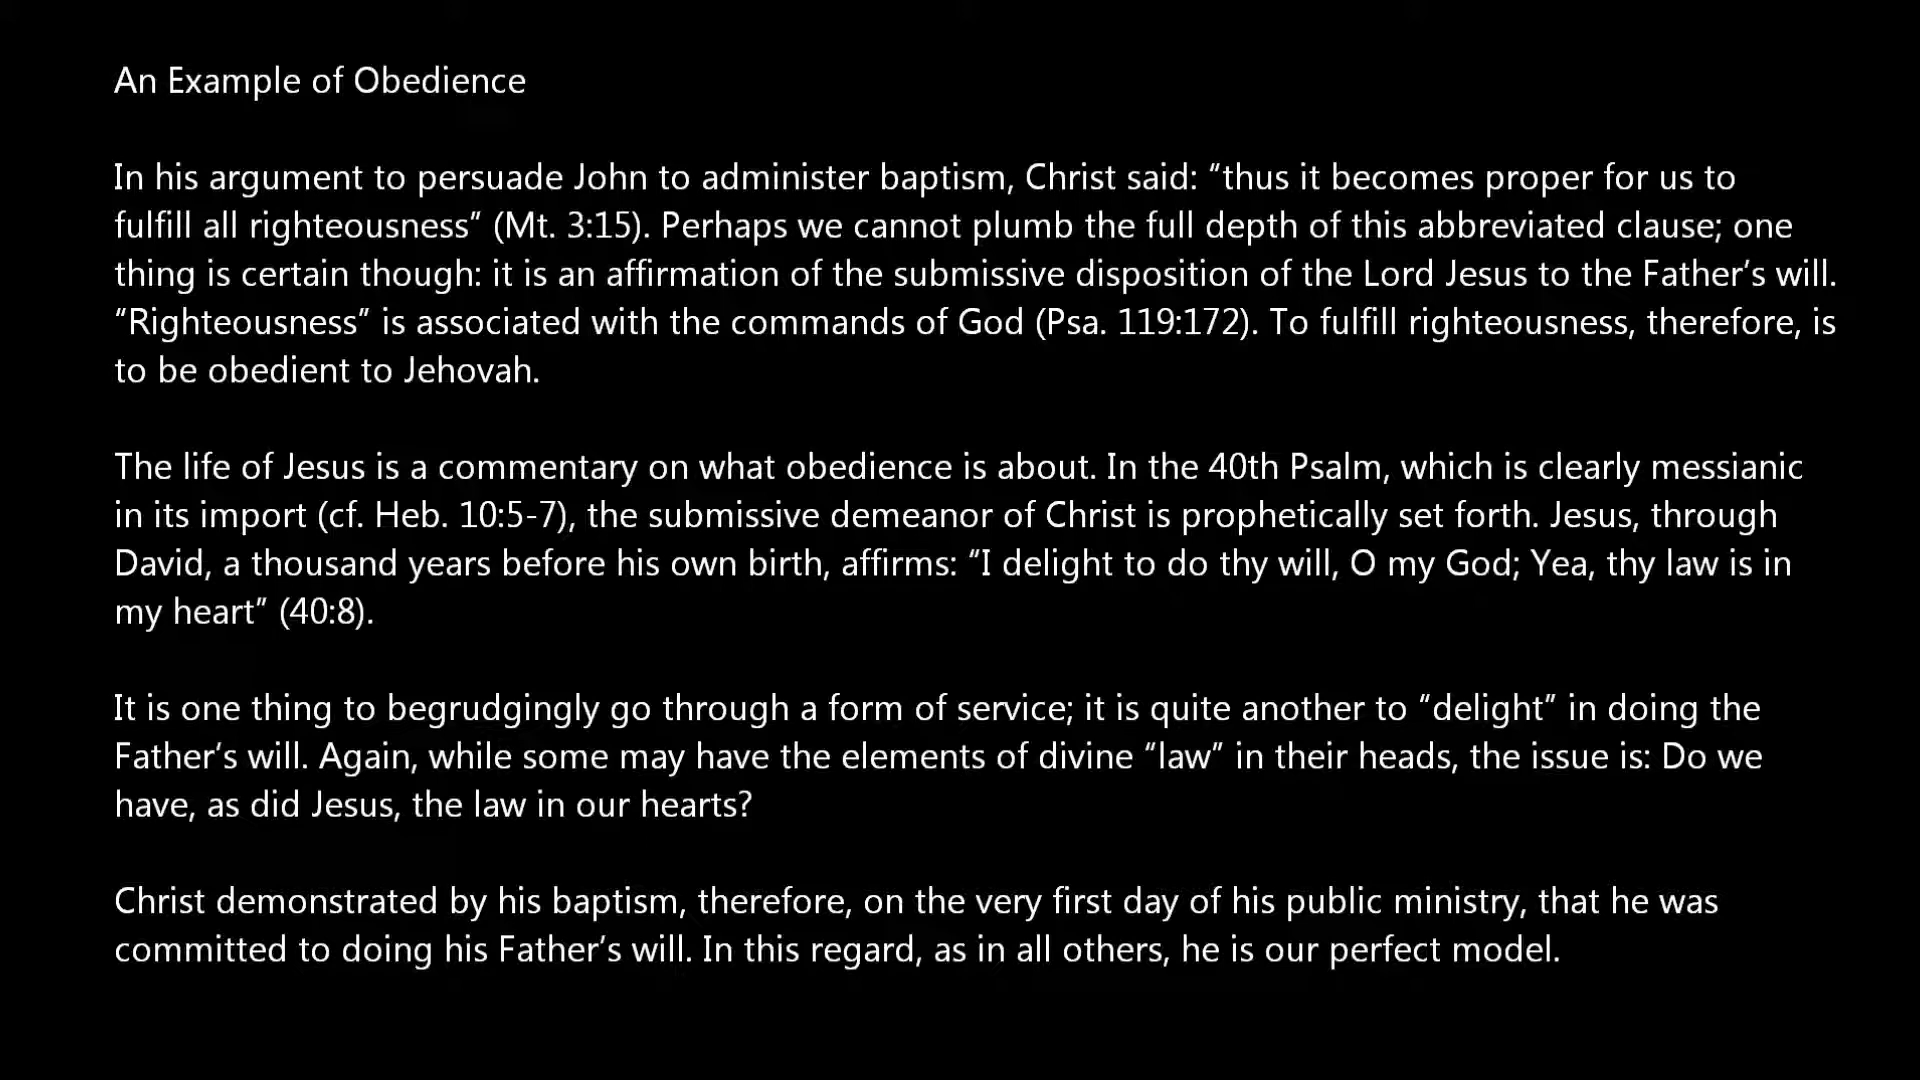 An Example of Obedience
In his argument to persuade John to administer baptism, Christ said: “thus it becomes proper for us to
fulfill all righteousness” (Mt. 3:15). Perhaps we cannot plumb the full depth of this abbreviated clause; one
thing is certain though: it is an affirmation of the submissive disposition of the Lord Jesus to the Father’s will.
“Righteousness” is associated with the commands of God (Psa. 119:172). To fulfill righteousness, therefore, is
to be obedient to Jehovah.
The life of Jesus is a commentary on what obedience is about. In the 40th Psalm, which is clearly messianic
in its import (cf. Heb. 10:5-7), the submissive demeanor of Christ is prophetically set forth. Jesus, through
David, a thousand years before his own birth, affirms: “I delight to do thy will, O my God; Yea, thy law is in
my heart” (40:8).
It is one thing to begrudgingly go through a form of service; it is quite another to “delight” in doing the
Father’s will. Again, while some may have the elements of divine “law” in their heads, the issue is: Do we
have, as did Jesus, the law in our hearts?
Christ demonstrated by his baptism, therefore, on the very first day of his public ministry, that he was
committed to doing his Father’s will. In this regard, as in all others, he is our perfect model.